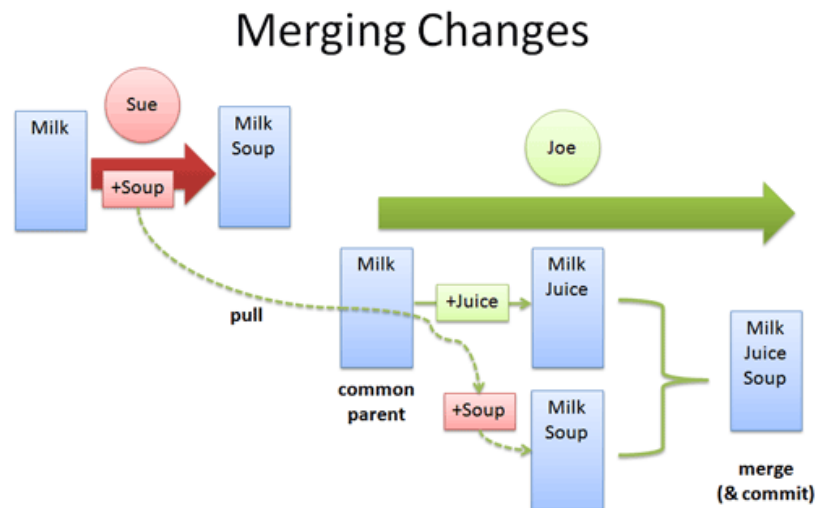 Merging Changes
Sue
Milk
+Soup
Milk
Soup
Joe
pull
Milk
common
parent
+Juice
Milk
Juice
+Soup
Milk
Soup
Milk
Juice
Soup
merge
(& commit)